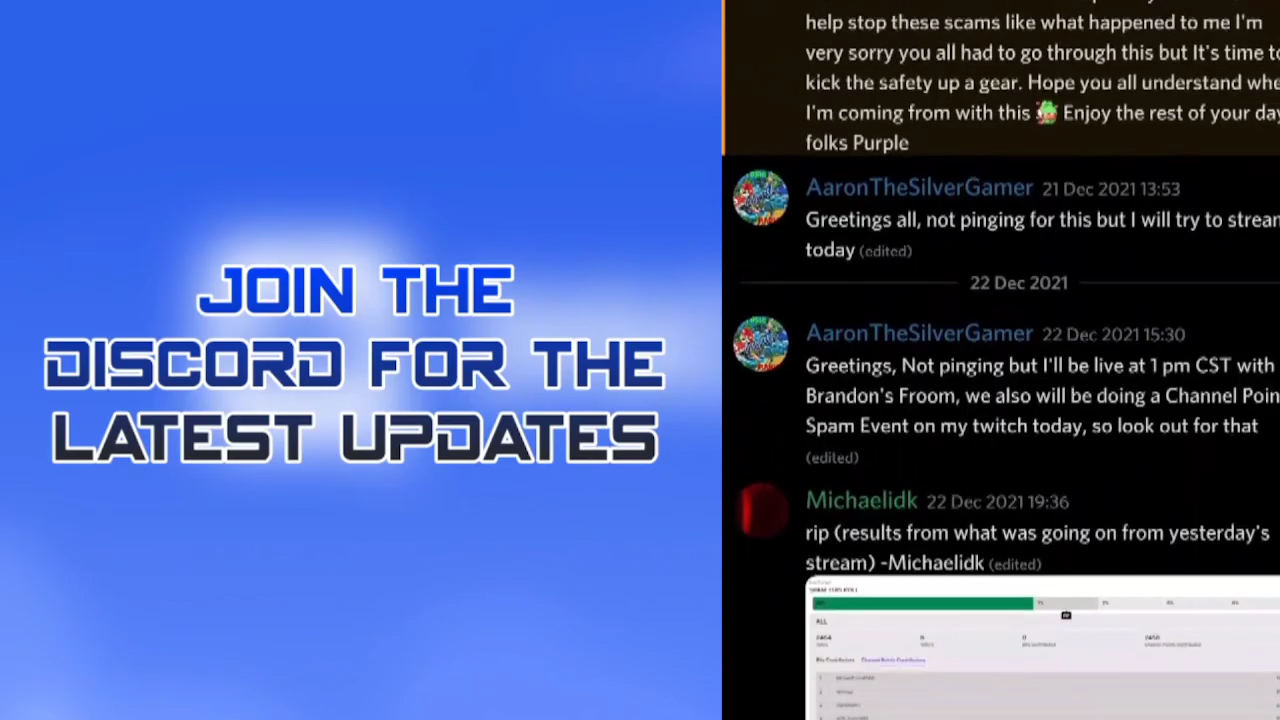 JOIN THE
DISCORD FOR THE
LATEST UPDATES
help stop these scams like what happened to me I'm
very sorry you all had to go through this but It's time to
kick the safety up a gear. Hope you all understand whe
I'm coming from with this Enjoy the rest of your day
folks Purple
AaronTheSilverGamer 21 Dec 2021 13:53
Greetings all, not pinging for this but I will try to stream
today (edited)
22 Dec 2021
AaronTheSilverGamer 22 Dec 2021 15:30
Greetings, Not pinging but I'll be live at 1 pm CST with
Brandon's Froom, we also will be doing a Channel Poin
Spam Event on my twitch today, so look out for that
(edited)
Michaelidk 22 Dec 2021 19:36
rip (results from what was going on from yesterday's
stream) -Michaelidk (edited)
ALL